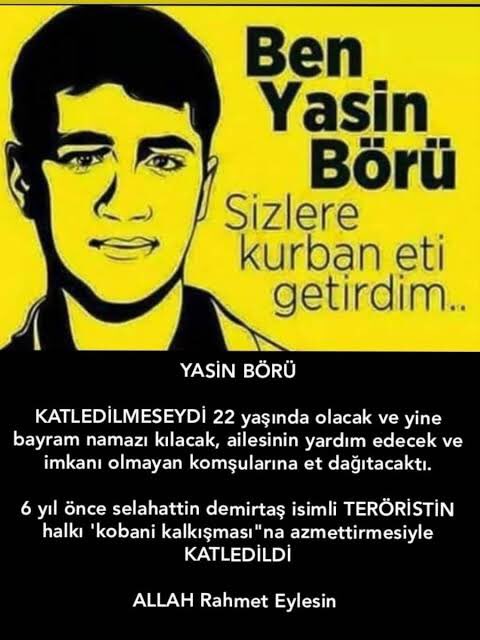 Ben
Yasin
Börü
Sizlere
kurban eti
getirdim..
YASİN BÖRÜ
KATLEDİLMESEYDİ 22 yaşında olacak ve yine
bayram namazı kılacak, ailesinin yardım edecek ve
imkanı olmayan komşularına et dağıtacaktı.
6 yıl önce selahattin demirtaş isimli TERÖRİSTİN
halkı 'kobani kalkışması"na azmettirmesiyle
KATLEDİLDİ
ALLAH Rahmet Eylesin